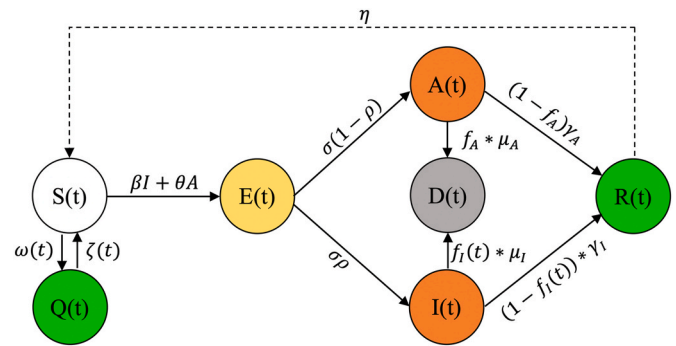 η
A(t)
σ(1 − ρ)
(1 − f_A)γ_A
f_A * μ_A
S(t)
βI + θA
E(t)
D(t)
R(t)
ω(t)
ζ(t)
σρ
f_I(t) * μ_I
(1 − f_I(t)) * γ_I
Q(t)
I(t)